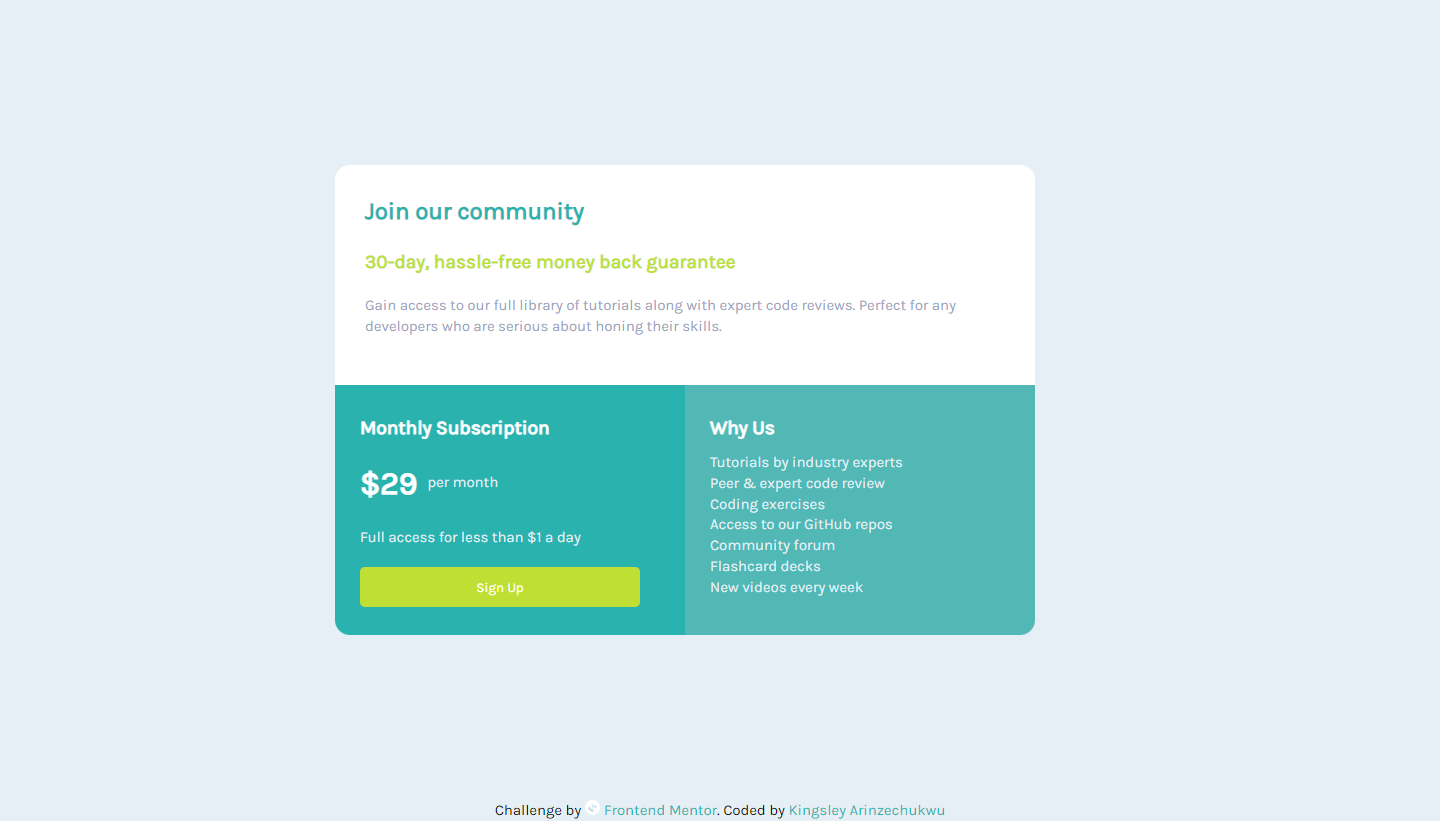 Join our community
30-day, hassle-free money back guarantee
Gain access to our full library of tutorials along with expert code reviews. Perfect for any
developers who are serious about honing their skills.
Monthly Subscription
$29 per month
Full access for less than $1 a day
Sign Up
Why Us
Tutorials by industry experts
Peer & expert code review
Coding exercises
Access to our GitHub repos
Community forum
Flashcard decks
New videos every week
Challenge by Frontend Mentor. Coded by Kingsley Arinzechukwu